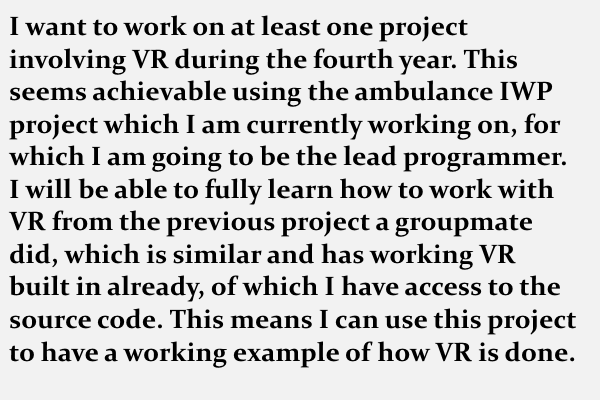 I want to work on at least one project
involving VR during the fourth year. This
seems achievable using the ambulance IWP
project which I am currently working on, for
which I am going to be the lead programmer.
I will be able to fully learn how to work with
VR from the previous project a groupmate
did, which is similar and has working VR
built in already, of which I have access to the
source code. This means I can use this project
to have a working example of how VR is done.